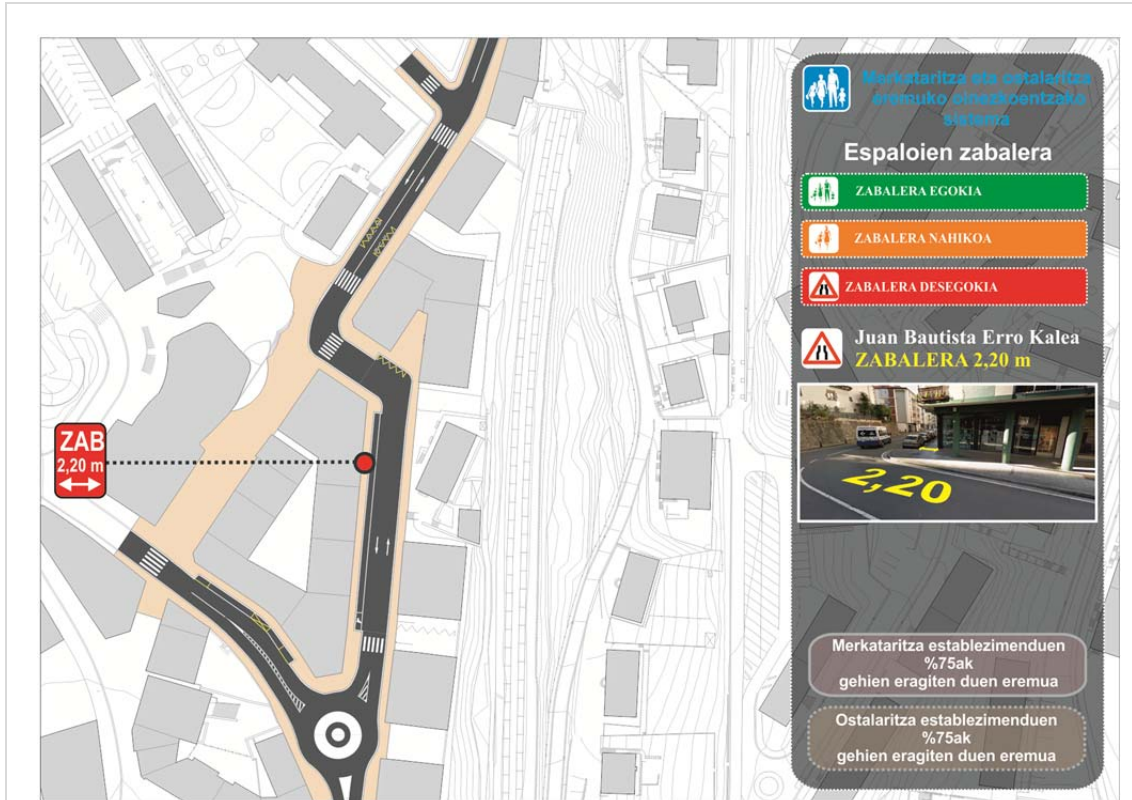 Merkataritza eta ostalaritza
eremuko oinezkoentzako
sistema
Espaloien zabalera
ZABALERA EGOKIA
ZABALERA NAHIKOA
ZABALERA DESEGOKIA
Juan Bautista Erro Kalea
ZABALERA 2,20 m
2,20
ZAB
2,20 m
Merkataritza establezimenduen
%75ak
gehien eragiten duen eremua
Ostalaritza establezimenduen
%75ak
gehien eragiten duen eremua